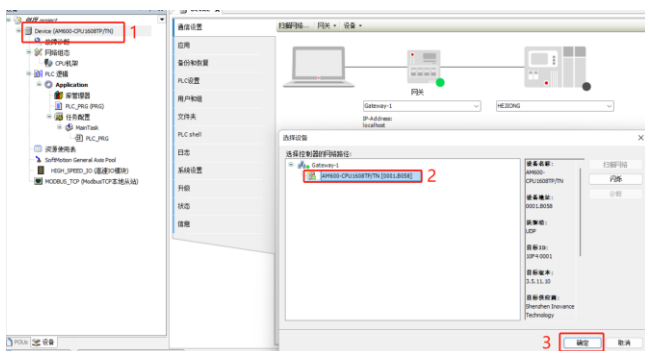 Device (AM600-CPU1608TP/TN)
1
故障诊断
网络组态
CPU机架
PLC 逻辑
Application
库管理器
PLC_PRG (PRG)
任务配置
MainTask
PLC_PRG
资源使用表
SoftMotion General Axis Pool
HIGH_SPEED_IO (高速IO模块)
MODBUS_TCP (ModbusTCP本地从站)
POUs
设备
通信设置
应用
备份和恢复
PLC设置
用户和组
文件夹
PLC shell
日志
系统设置
升级
状态
信息
扫描网络...
网关
设备
网关
Gateway-1
HEJIONG
IP-Address:
localhost
选择设备
选择控制器的网络路径:
Gateway-1
AM600-CPU1608TP/TN [0001.B058]
2
设备名称:
AM600-
CPU1608TP/TN
设备地址:
0001.B058
UDP
目标ID:
10F4 0001
目标版本:
3.5.11.10
目标供应商:
Shenzhen Inovance
Technology
扫描网络
闪烁
3
确定
取消